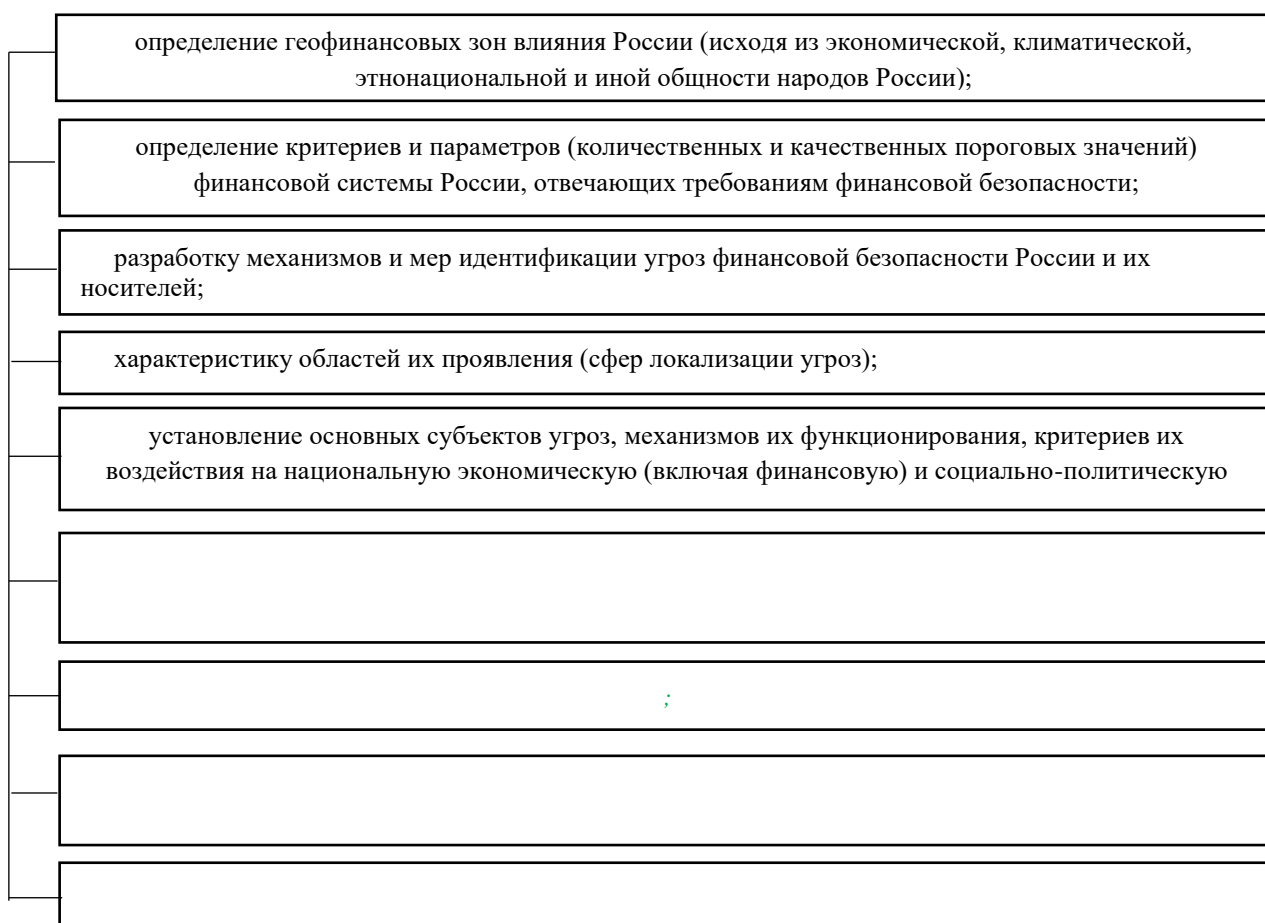 определение геофинансовых зон влияния России (исходя из экономической, климатической,
этнонациональной и иной общности народов России);
определение критериев и параметров (количественных и качественных пороговых значений)
финансовой системы России, отвечающих требованиям финансовой безопасности;
разработку механизмов и мер идентификации угроз финансовой безопасности России и их
носителей;
характеристику областей их проявления (сфер локализации угроз);
установление основных субъектов угроз, механизмов их функционирования, критериев их
воздействия на национальную экономическую (включая финансовую) и социально-политическую
;